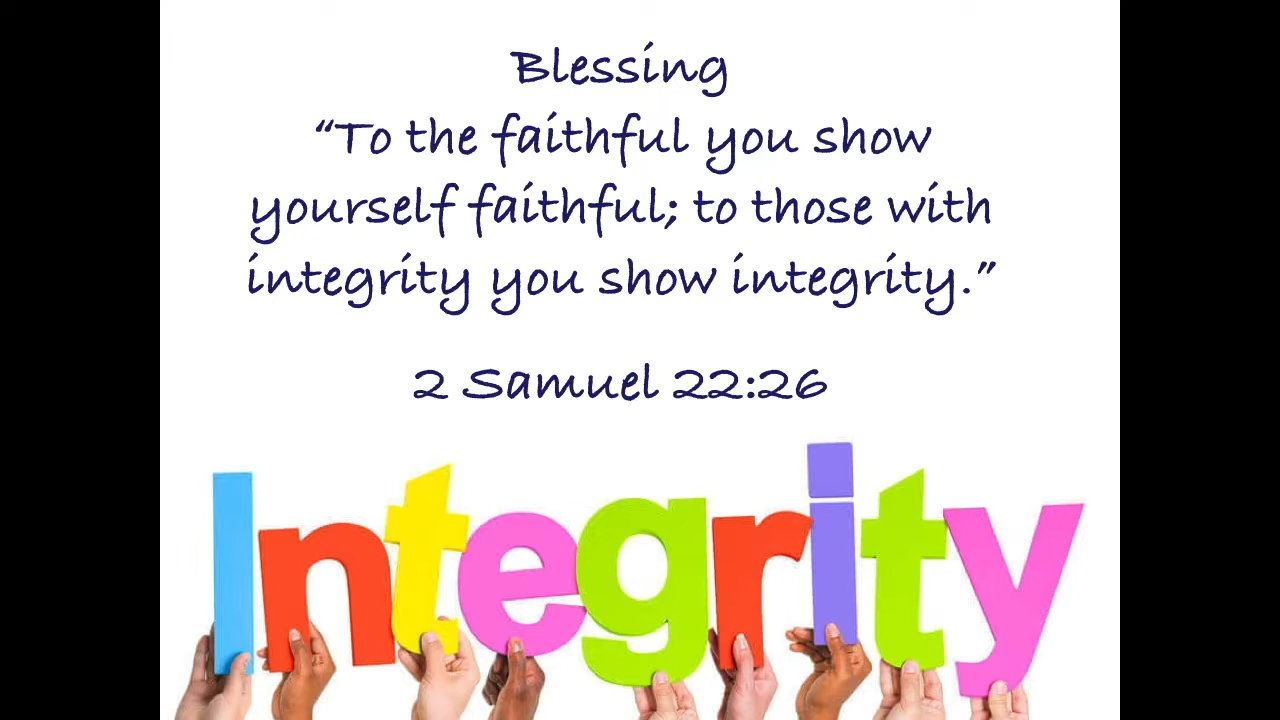 Blessing
“To the faithful you show
yourself faithful; to those with
integrity you show integrity.”
2 Samuel 22:26
Integrity